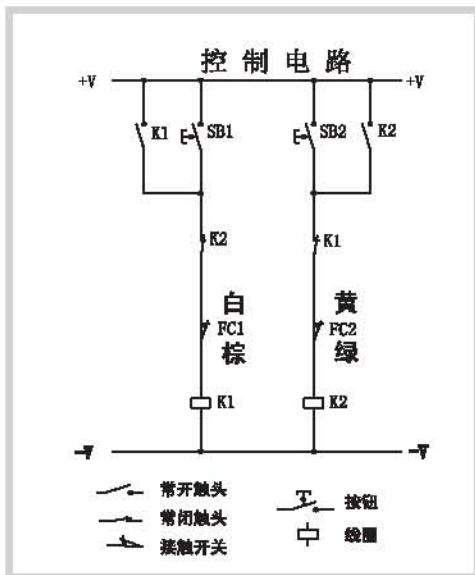 控制电路
+V +V
K1 SB1 SB2 K2
K2 K1
白 黄
FC1 FC2
棕 绿
K1 K2
-V -V
常开触头 按钮
常闭触头 线圈
接触开关